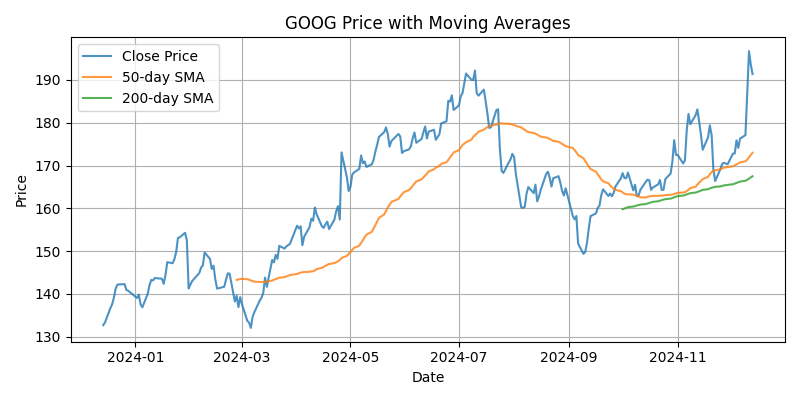 GOOG Price with Moving Averages
Close Price
50-day SMA
200-day SMA
Price
190
180
170
160
150
140
130
2024-01 2024-03 2024-05 2024-07 2024-09 2024-11
Date